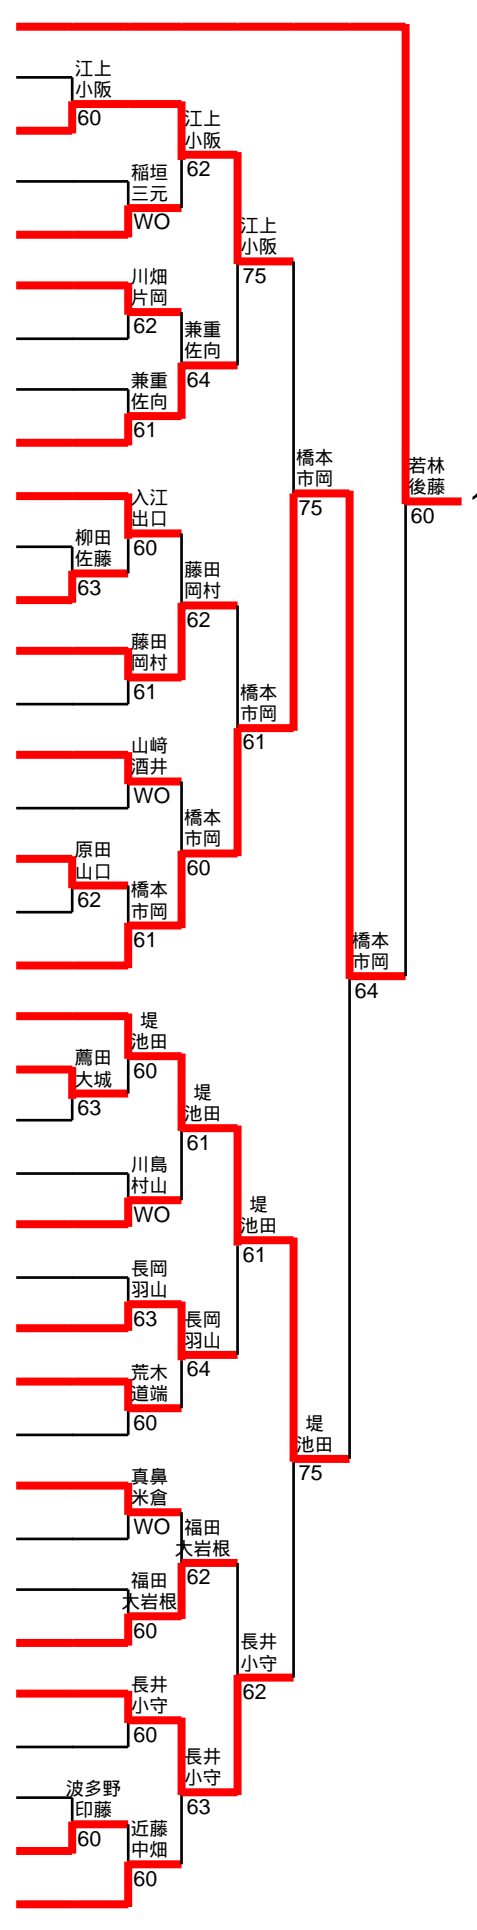 江上
小阪
60
江上
小阪
62
稲垣
三元
WO
江上
小阪
75
川畑
片岡
62
兼重
佐向
64
兼重
佐向
61
橋本
市岡
75
若林
後藤
60
入江
出口
60
柳田
佐藤
63
藤田
岡村
62
藤田
岡村
61
橋本
市岡
61
山﨑
酒井
WO
橋本
市岡
60
原田
山口
62
橋本
市岡
61
橋本
市岡
64
堤
池田
60
薦田
大城
63
堤
池田
61
川島
村山
WO
堤
池田
61
長岡
羽山
63
長岡
羽山
64
荒木
道端
60
堤
池田
75
真鼻
米倉
WO
福田
大岩根
62
福田
大岩根
60
長井
小守
62
長井
小守
60
長井
小守
63
波多野
印藤
60
近藤
中畑
60